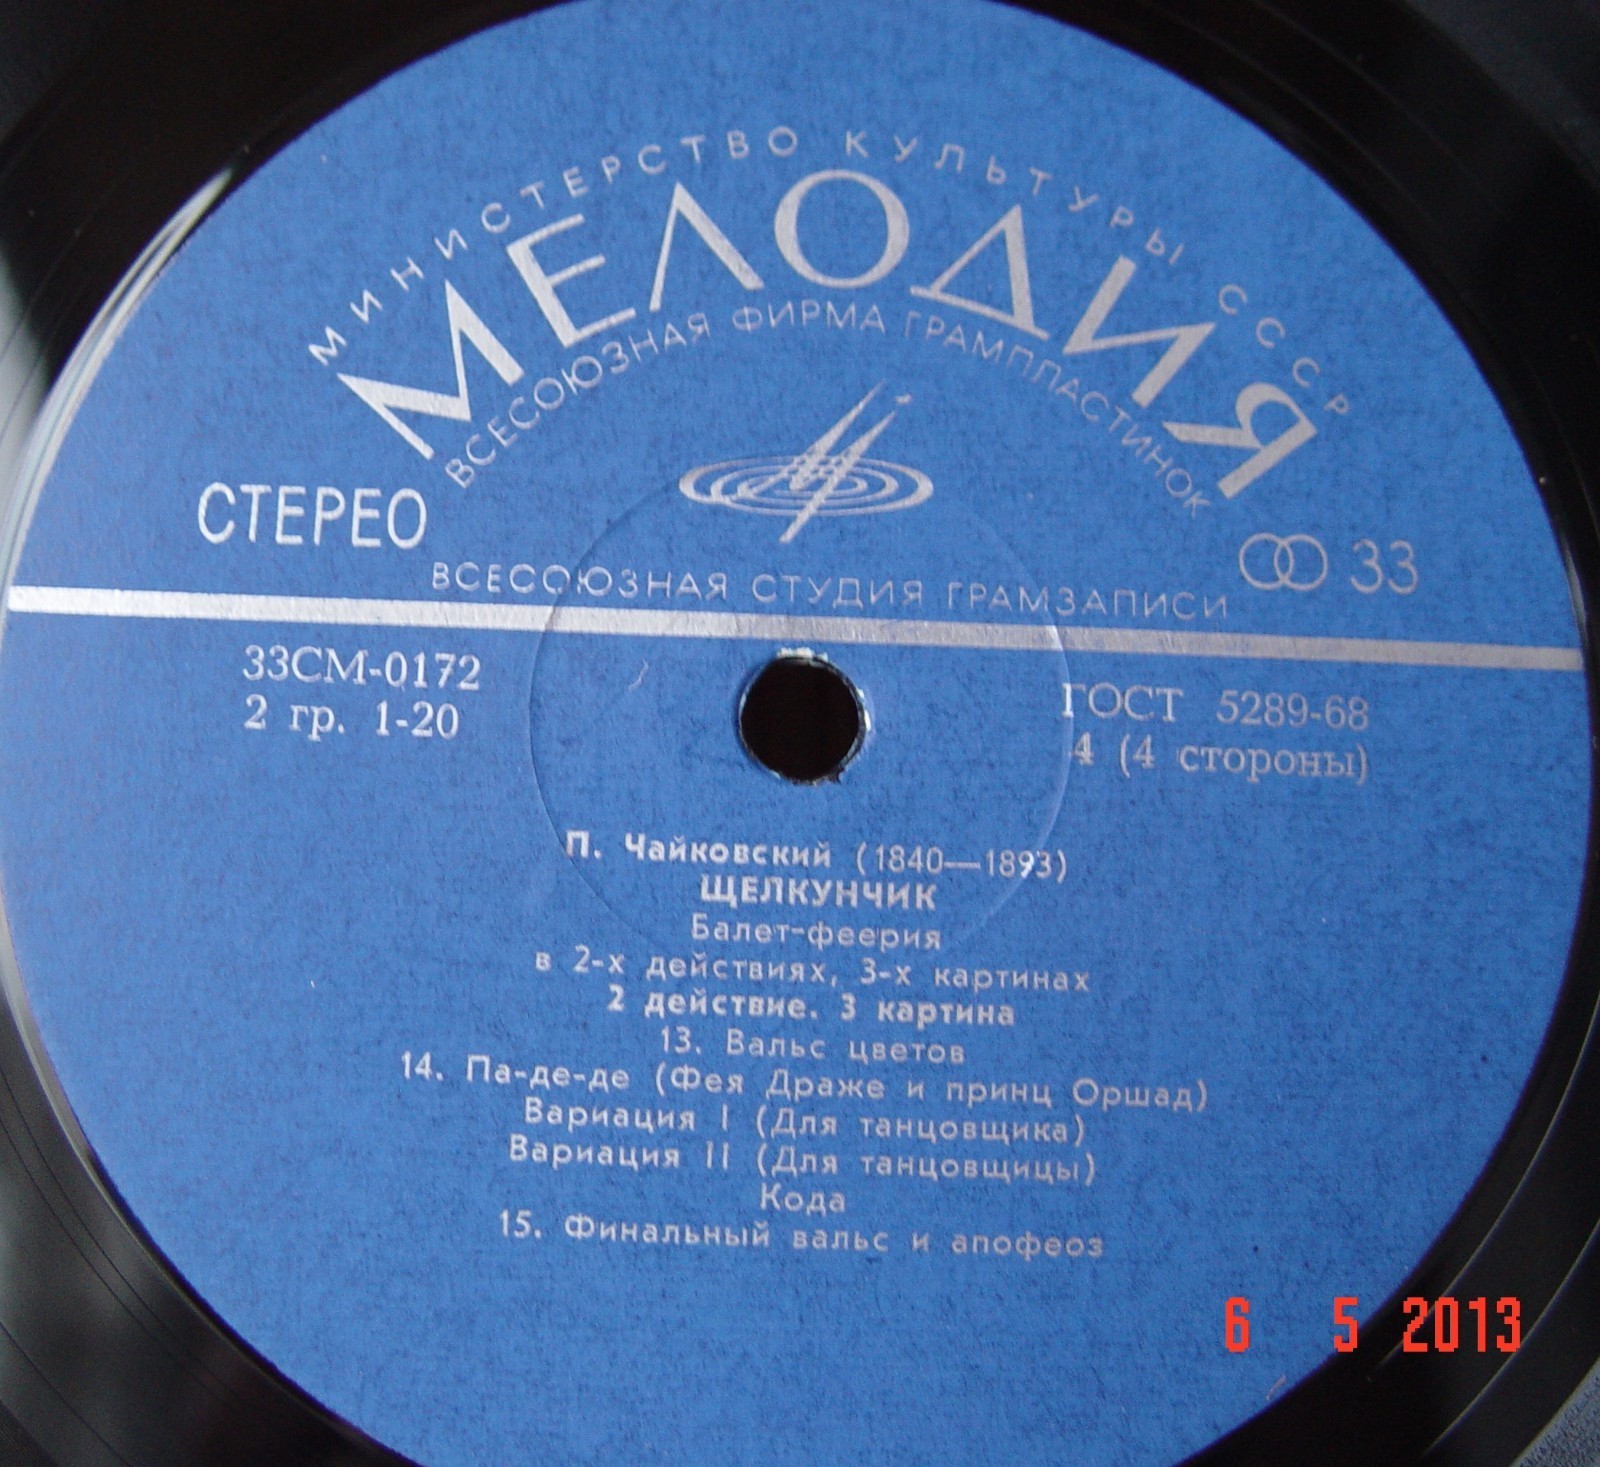 МИНИСТЕРСТВО КУЛЬТУРЫ СССР
МЕЛОДИЯ
ВСЕСОЮЗНАЯ ФИРМА ГРАМПЛАСТИНОК
СТЕРЕО
33
ВСЕСОЮЗНАЯ СТУДИЯ ГРАМЗАПИСИ
33СМ-0172
2 гр. 1-20
ГОСТ 5289-68
4 (4 стороны)
П. Чайковский (1840—1893)
ЩЕЛКУНЧИК
Балет-феерия
в 2-х действиях, 3-х картинах
2 действие. 3 картина
13. Вальс цветов
14. Па-де-де (Фея Драже и принц Оршад)
Вариация I (Для танцовщика)
Вариация II (Для танцовщицы)
Кода
15. Финальный вальс и апофеоз
6 5 2013